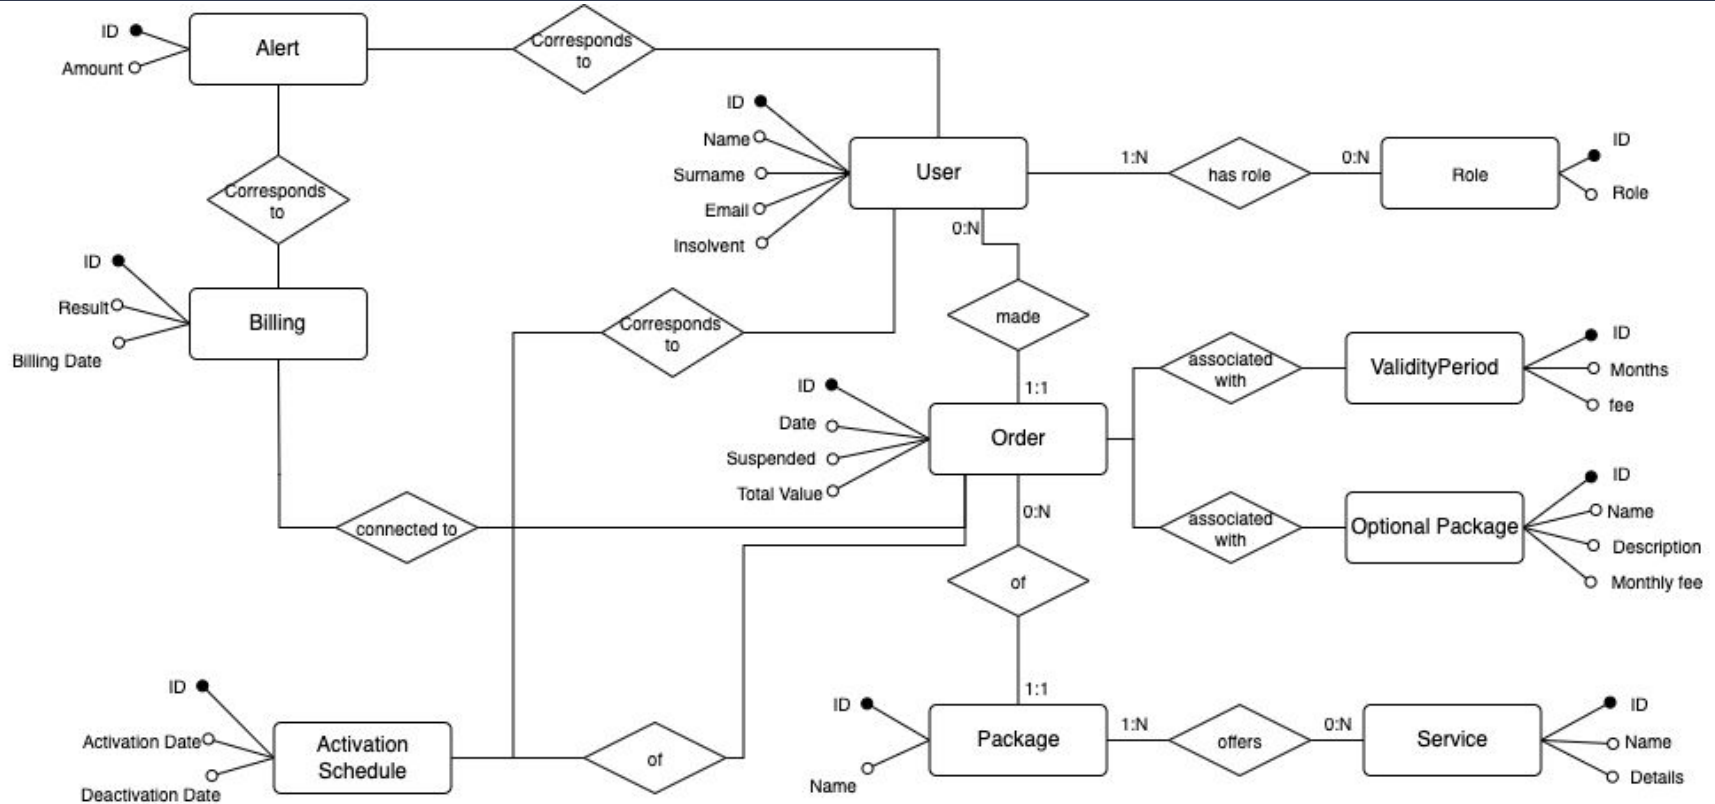 ID
Amount
Alert
Corresponds
to
ID
Name
Surname
Email
Insolvent
User
1:N
has role
0:N
Role
ID
Role
Corresponds
to
ID
Result
Billing Date
Billing
Corresponds
to
0:N
made
1:1
ID
Date
Suspended
Total Value
Order
associated
with
ValidityPeriod
ID
Months
fee
associated
with
Optional Package
ID
Name
Description
Monthly fee
connected to
0:N
of
1:1
ID
Activation Date
Deactivation Date
Activation
Schedule
of
ID
Name
Package
1:N
offers
0:N
Service
ID
Name
Details